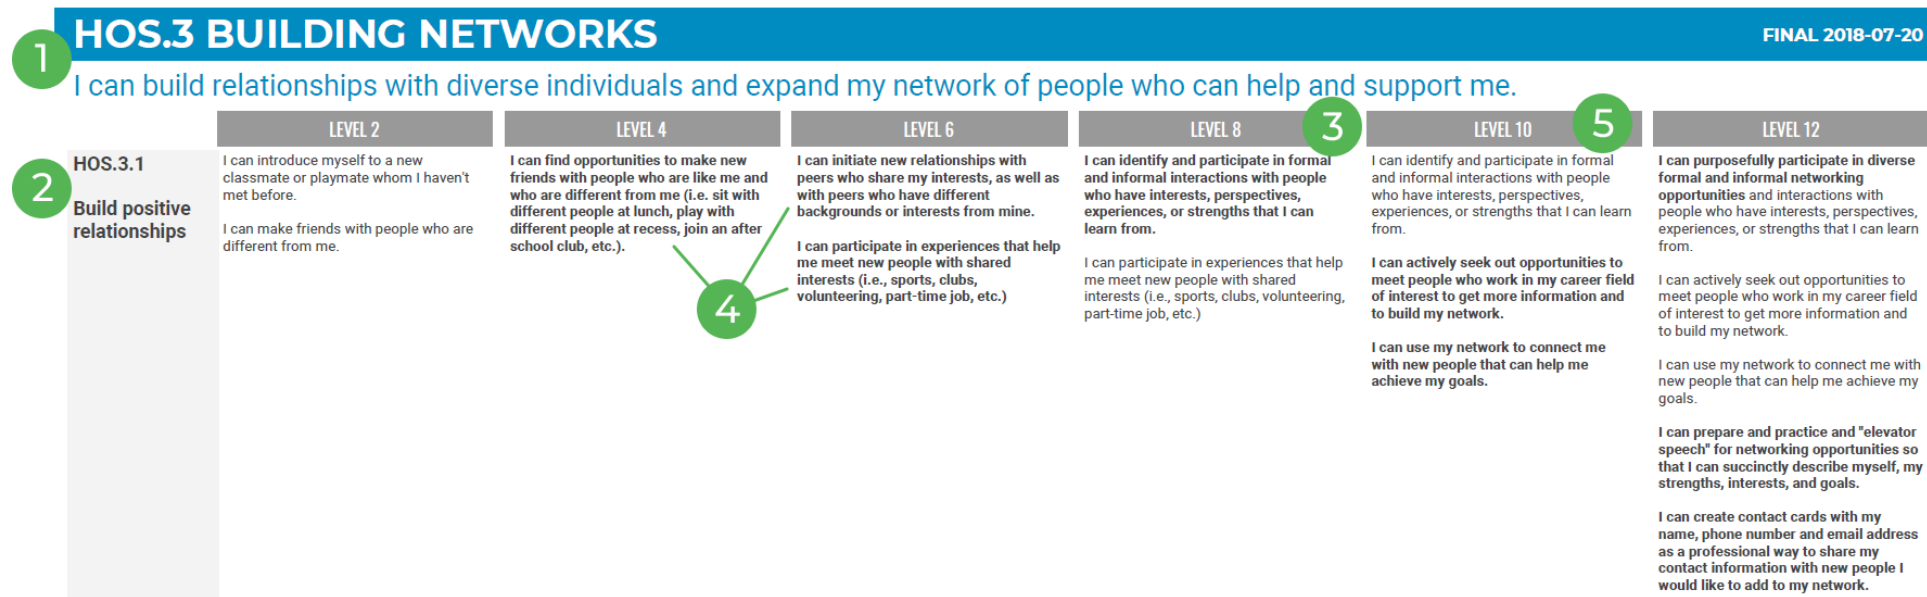 1
HOS.3 BUILDING NETWORKS
FINAL 2018-07-20
I can build relationships with diverse individuals and expand my network of people who can help and support me.
LEVEL 2
LEVEL 4
LEVEL 6
LEVEL 8
3
LEVEL 10
5
LEVEL 12
2
HOS.3.1
Build positive
relationships
I can introduce myself to a new
classmate or playmate whom I haven't
met before.
I can make friends with people who are
different from me.
I can find opportunities to make new
friends with people who are like me and
who are different from me (i.e. sit with
different people at lunch, play with
different people at recess, join an after
school club, etc.).
4
I can initiate new relationships with
peers who share my interests, as well as
with peers who have different
backgrounds or interests from mine.
I can participate in experiences that help
me meet new people with shared
interests (i.e., sports, clubs,
volunteering, part-time job, etc.)
I can identify and participate in formal
and informal interactions with people
who have interests, perspectives,
experiences, or strengths that I can
learn from.
I can participate in experiences that help
me meet new people with shared
interests (i.e., sports, clubs, volunteering,
part-time job, etc.)
I can identify and participate in formal
and informal interactions with people
who have interests, perspectives,
experiences, or strengths that I can learn
from.
I can actively seek out opportunities to
meet people who work in my career field
of interest to get more information and
to build my network.
I can use my network to connect me
with new people that can help me
achieve my goals.
I can purposefully participate in diverse
formal and informal networking
opportunities and interactions with
people who have interests, perspectives,
experiences, or strengths that I can learn
from.
I can actively seek out opportunities to
meet people who work in my career field
of interest to get more information and
to build my network.
I can use my network to connect me with
new people that can help me achieve my
goals.
I can prepare and practice and "elevator
speech" for networking opportunities so
that I can succinctly describe myself, my
strengths, interests, and goals.
I can create contact cards with my
name, phone number and email address
as a professional way to share my
contact information with new people I
would like to add to my network.